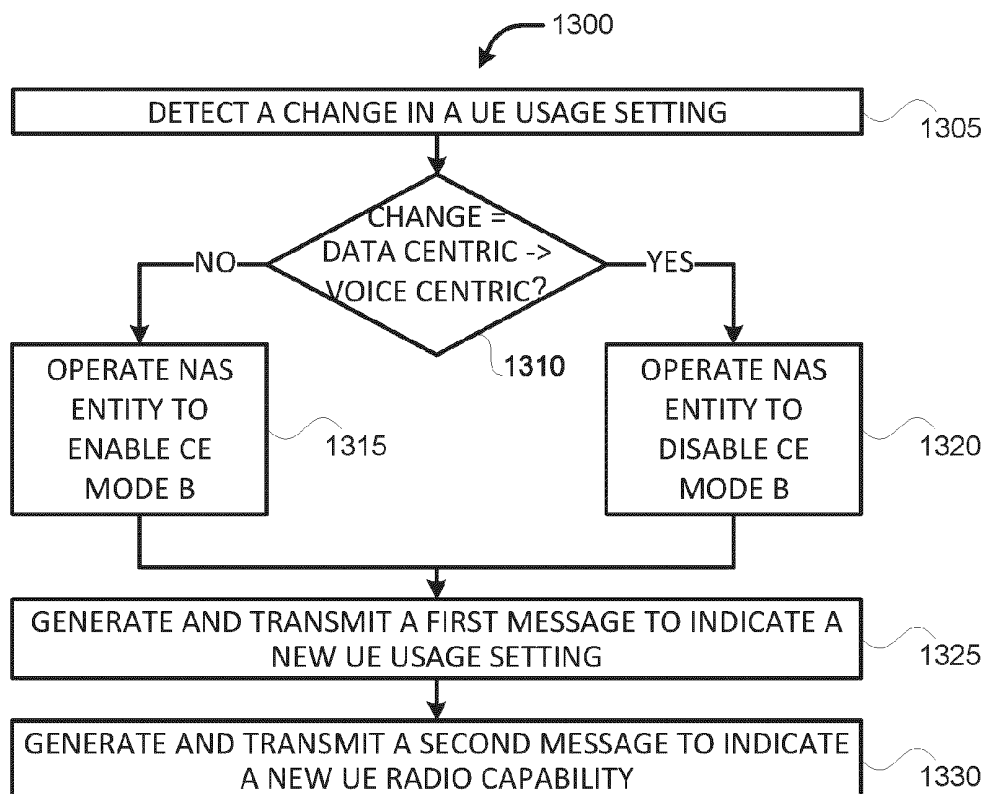 1300
DETECT A CHANGE IN A UE USAGE SETTING
1305
CHANGE =
DATA CENTRIC ->
VOICE CENTRIC?
NO
YES
1310
OPERATE NAS
ENTITY TO
ENABLE CE
MODE B
1315
OPERATE NAS
ENTITY TO
DISABLE CE
MODE B
1320
GENERATE AND TRANSMIT A FIRST MESSAGE TO INDICATE A
NEW UE USAGE SETTING
1325
GENERATE AND TRANSMIT A SECOND MESSAGE TO INDICATE
A NEW UE RADIO CAPABILITY
1330